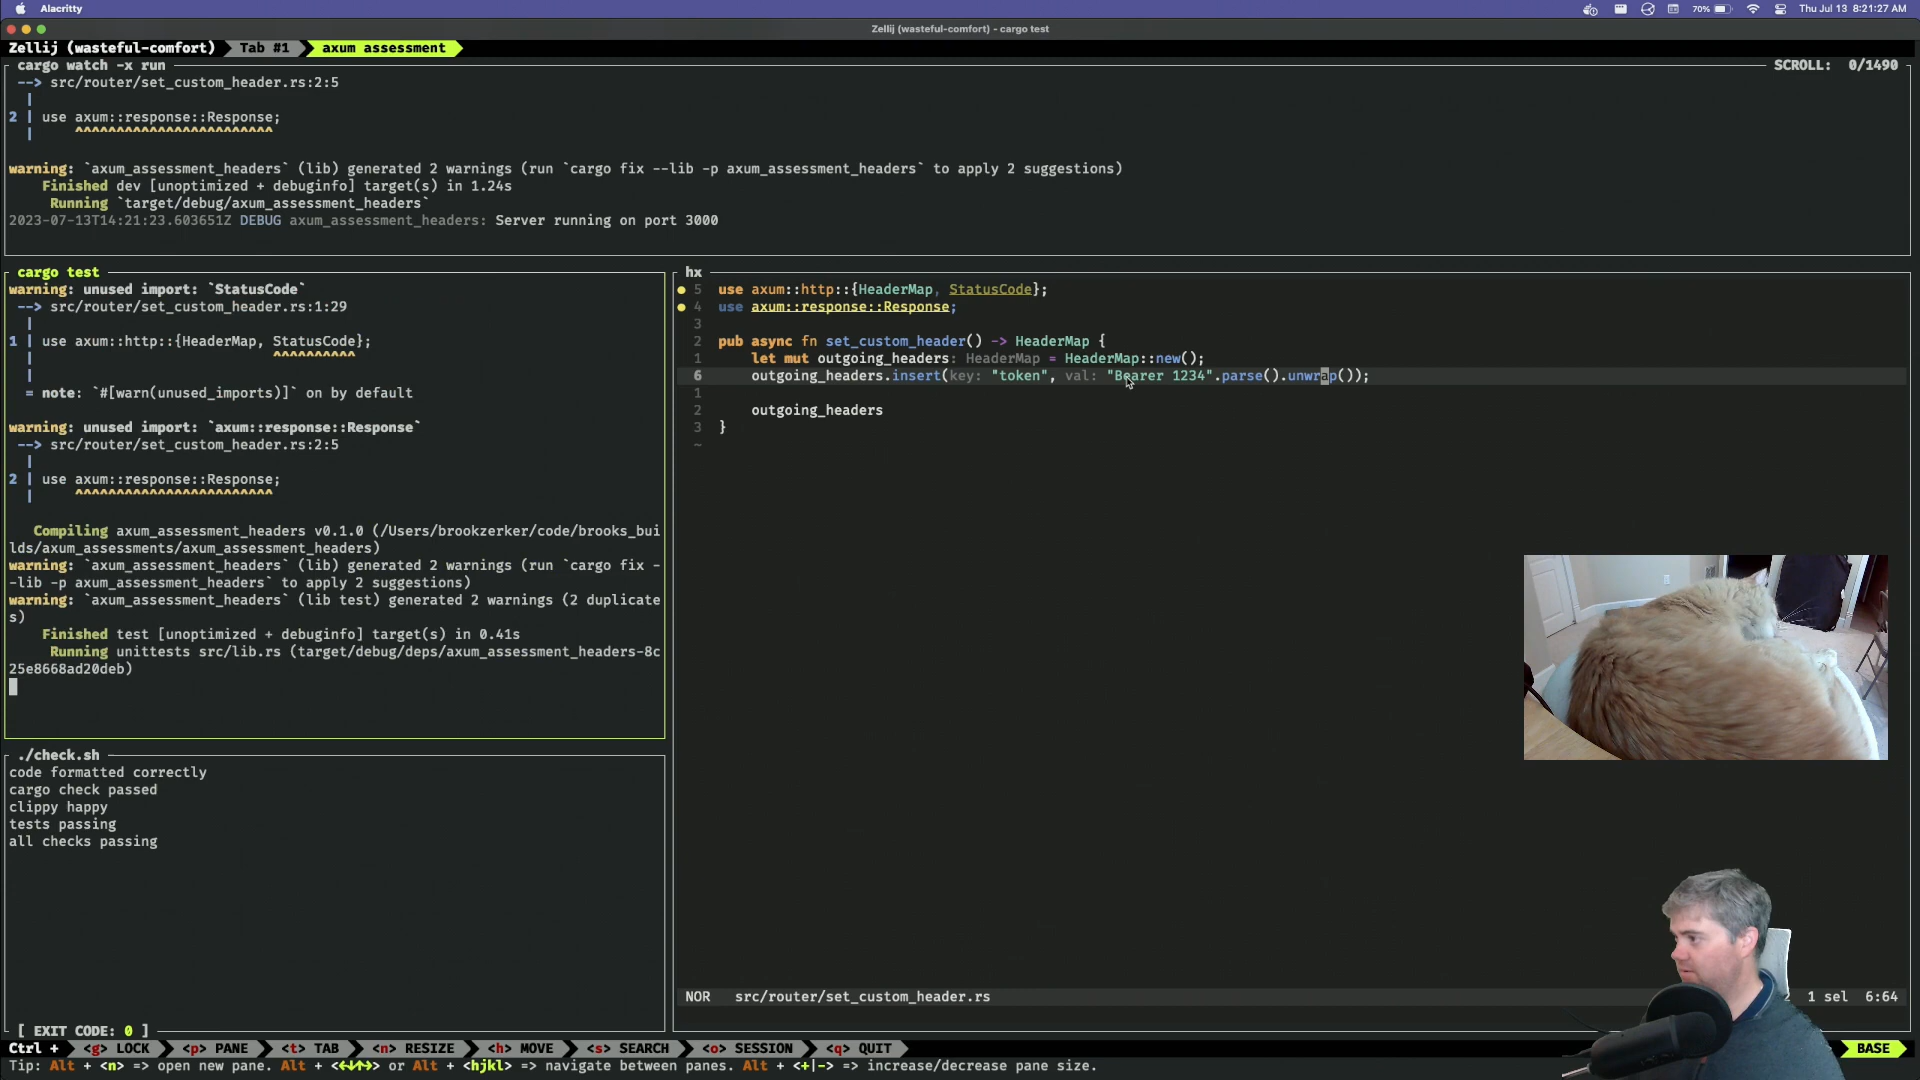 Alacritty
70%
Thu Jul 13 8:21:27 AM
Zellij (wasteful-comfort) - cargo test
Zellij (wasteful-comfort) Tab #1 axum assessment
cargo watch -x run
SCROLL: 0/1490
--> src/router/set_custom_header.rs:2:5
|
2 | use axum::response::Response;
| ^^^^^^^^^^^^^^^^^^^^^^^^
warning: `axum_assessment_headers` (lib) generated 2 warnings (run `cargo fix --lib -p axum_assessment_headers` to apply 2 suggestions)
Finished dev [unoptimized + debuginfo] target(s) in 1.24s
Running `target/debug/axum_assessment_headers`
2023-07-13T14:21:23.603651Z DEBUG axum_assessment_headers: Server running on port 3000
cargo test
warning: unused import: `StatusCode`
--> src/router/set_custom_header.rs:1:29
|
1 | use axum::http::{HeaderMap, StatusCode};
| ^^^^^^^^^^
|
= note: `#[warn(unused_imports)]` on by default
warning: unused import: `axum::response::Response`
--> src/router/set_custom_header.rs:2:5
|
2 | use axum::response::Response;
| ^^^^^^^^^^^^^^^^^^^^^^^^
Compiling axum_assessment_headers v0.1.0 (/Users/brookzerker/code/brooks_bui
lds/axum_assessments/axum_assessment_headers)
warning: `axum_assessment_headers` (lib) generated 2 warnings (run `cargo fix -
-lib -p axum_assessment_headers` to apply 2 suggestions)
warning: `axum_assessment_headers` (lib test) generated 2 warnings (2 duplicate
s)
Finished test [unoptimized + debuginfo] target(s) in 0.41s
Running unittests src/lib.rs (target/debug/deps/axum_assessment_headers-8c
25e8668ad20deb)
./check.sh
code formatted correctly
cargo check passed
clippy happy
tests passing
all checks passing
[ EXIT CODE: 0 ]
hx
5 use axum::http::{HeaderMap, StatusCode};
4 use axum::response::Response;
3
2 pub async fn set_custom_header() -> HeaderMap {
1 let mut outgoing_headers: HeaderMap = HeaderMap::new();
6 outgoing_headers.insert(key: "token", val: "Bearer 1234".parse().unwrap());
1
2 outgoing_headers
3 }
~
NOR src/router/set_custom_header.rs
1 sel 6:64
Ctrl + <g> LOCK <p> PANE <t> TAB <n> RESIZE <h> MOVE <s> SEARCH <o> SESSION <q> QUIT
BASE
Tip: Alt + <n> => open new pane. Alt + <←↓↑→> or Alt + <hjkl> => navigate between panes. Alt + <+|-> => increase/decrease pane size.